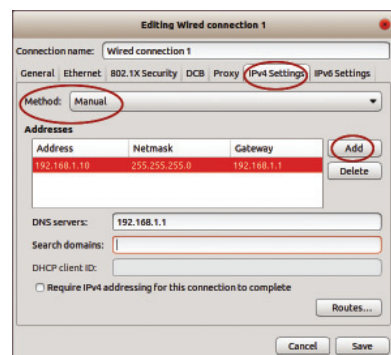 Editing Wired connection 1
Connection name: Wired connection 1
General Ethernet 802.1X Security DCB Proxy IPv4 Settings IPv6 Settings
Method: Manual
Addresses
Address Netmask Gateway Add
192.168.1.10 255.255.255.0 192.168.1.1
Delete
DNS servers: 192.168.1.1
Search domains:
DHCP client ID:
Require IPv4 addressing for this connection to complete
Routes...
Cancel Save